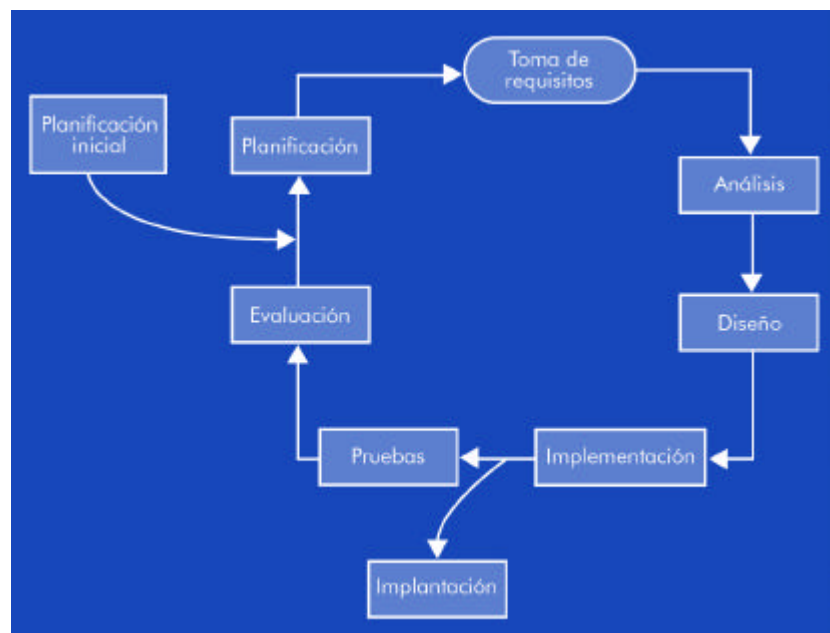 Toma de
requisitos
Planificación
inicial
Planificación
Análisis
Evaluación
Diseño
Pruebas
Implementación
Implantación